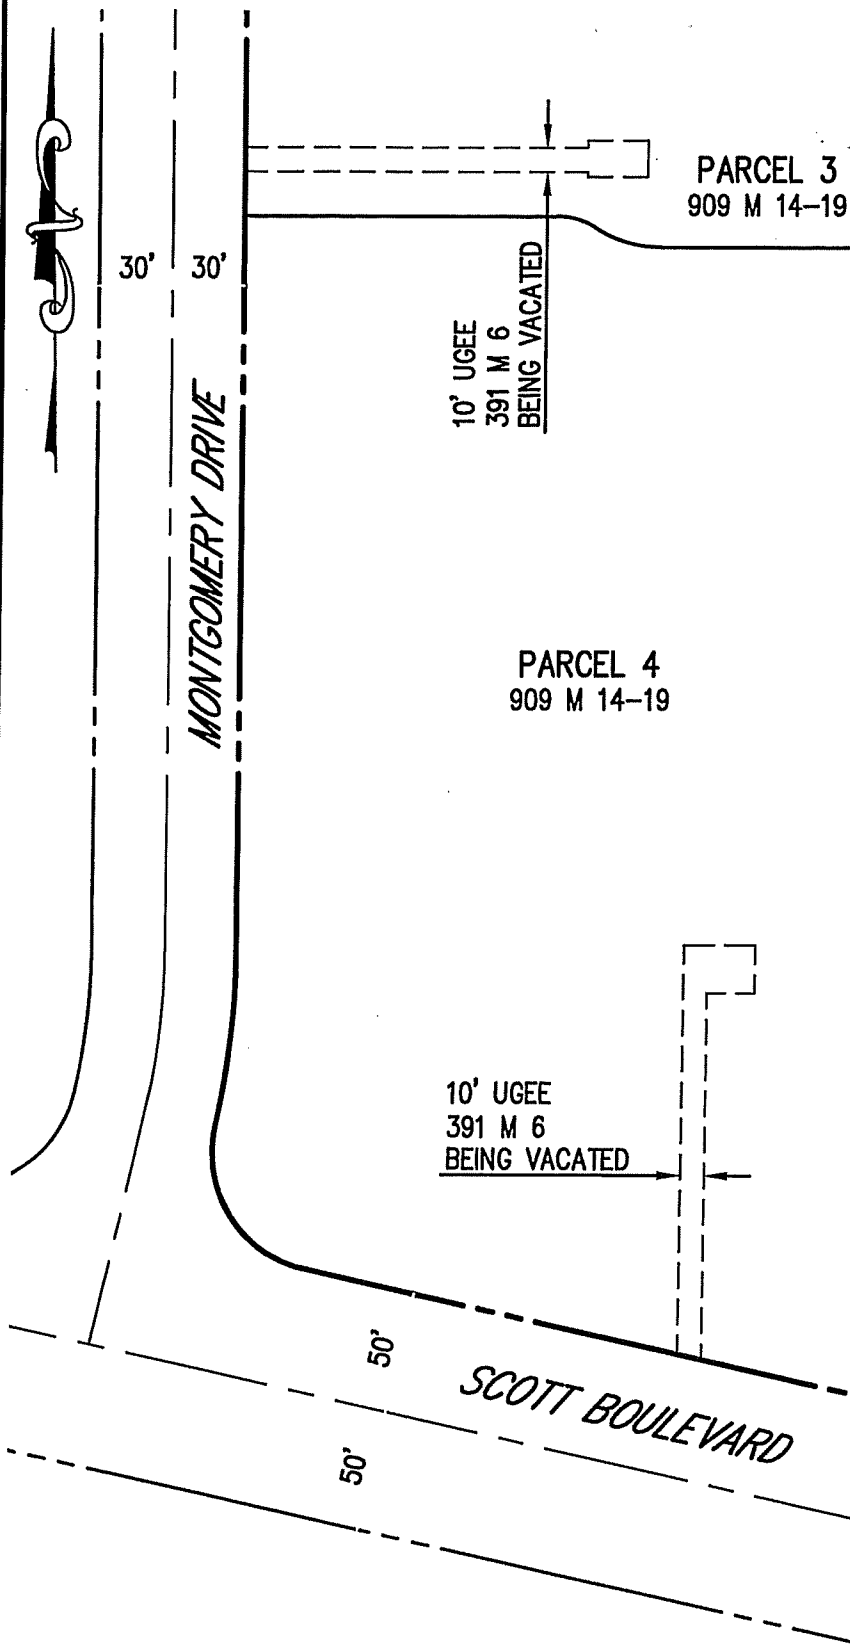 PARCEL 3
909 M 14-19
30' 30'
10' UGEE
391 M 6
BEING VACATED
MONTGOMERY DRIVE
PARCEL 4
909 M 14-19
10' UGEE
391 M 6
BEING VACATED
50'
SCOTT BOULEVARD
50'